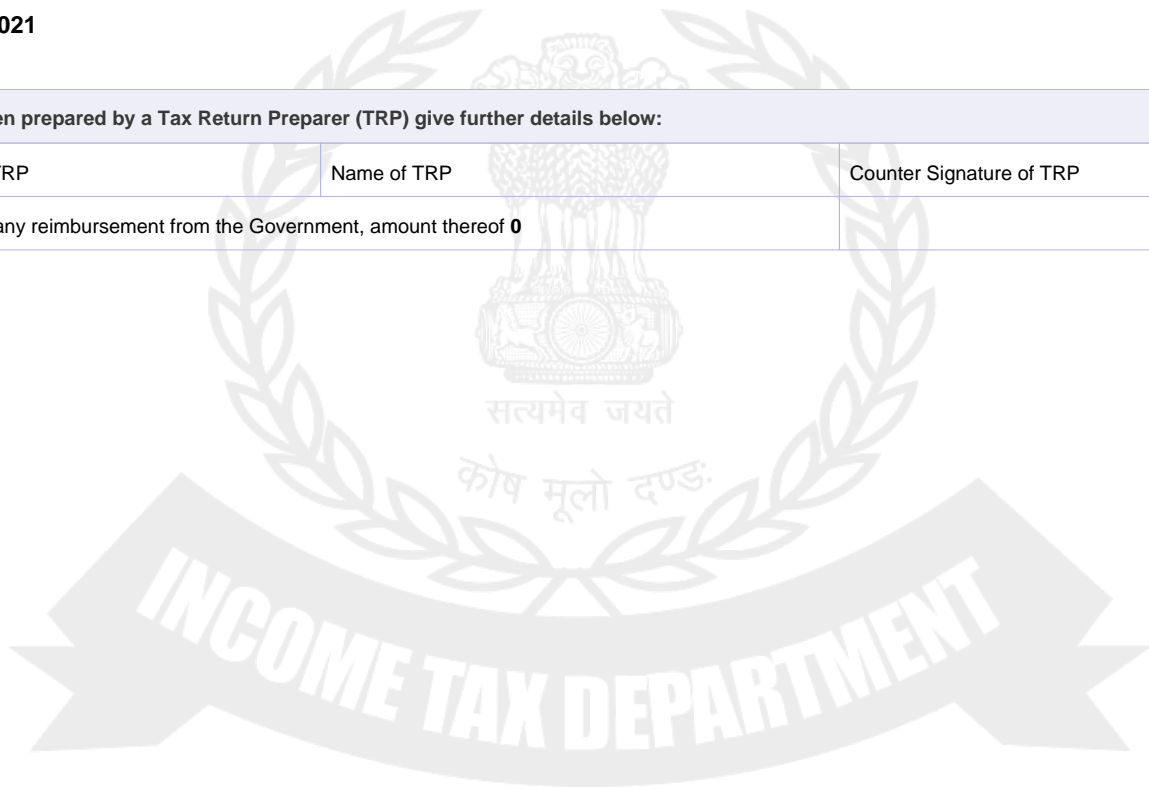 021
en prepared by a Tax Return Preparer (TRP) give further details below:
TRP Name of TRP Counter Signature of TRP
any reimbursement from the Government, amount thereof 0
सत्यमेव जयते
कोष मूलो दण्डः
INCOME TAX DEPARTMENT